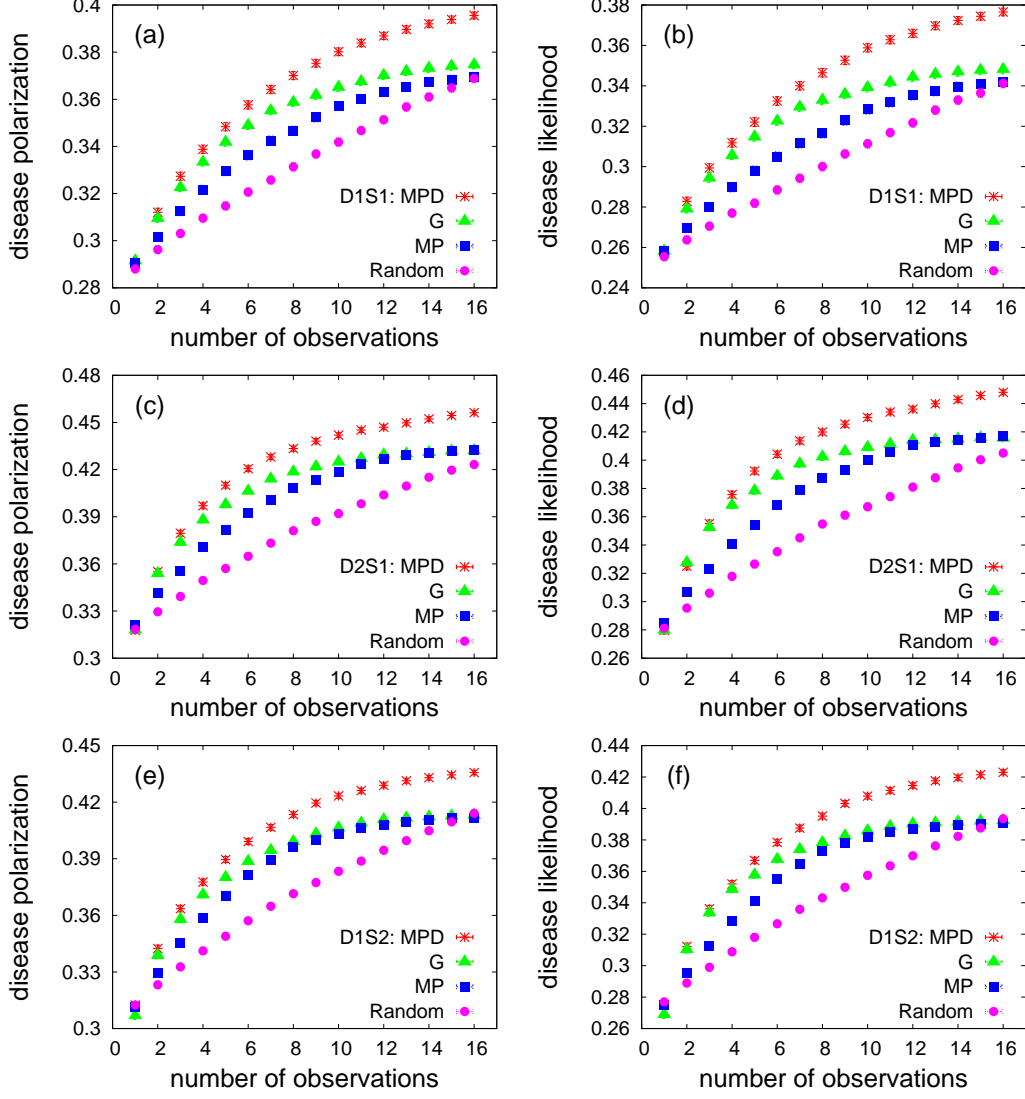 (a)
disease polarization
0.4
0.36
0.32
0.3
0.28
D1S1: MPD
G
MP
Random
0 2 4 6 8 10 12 14 16
number of observations
(b)
disease likelihood
0.38
0.36
0.32
0.3
0.28
0.26
0.24
D1S1: MPD
G
MP
Random
0 2 4 6 8 10 12 14 16
number of observations
(c)
disease polarization
0.48
0.45
0.42
0.39
0.36
0.33
0.3
D2S1: MPD
G
MP
Random
0 2 4 6 8 10 12 14 16
number of observations
(d)
disease likelihood
0.46
0.44
0.42
0.4
0.38
0.36
0.34
0.32
0.3
0.28
0.26
D2S1: MPD
G
MP
Random
0 2 4 6 8 10 12 14 16
number of observations
(e)
disease polarization
0.45
0.42
0.39
0.36
0.33
0.3
D1S2: MPD
G
MP
Random
0 2 4 6 8 10 12 14 16
number of observations
(f)
disease likelihood
0.44
0.42
0.4
0.38
0.36
0.34
0.32
0.3
0.28
0.26
D1S2: MPD
G
MP
Random
0 2 4 6 8 10 12 14 16
number of observations